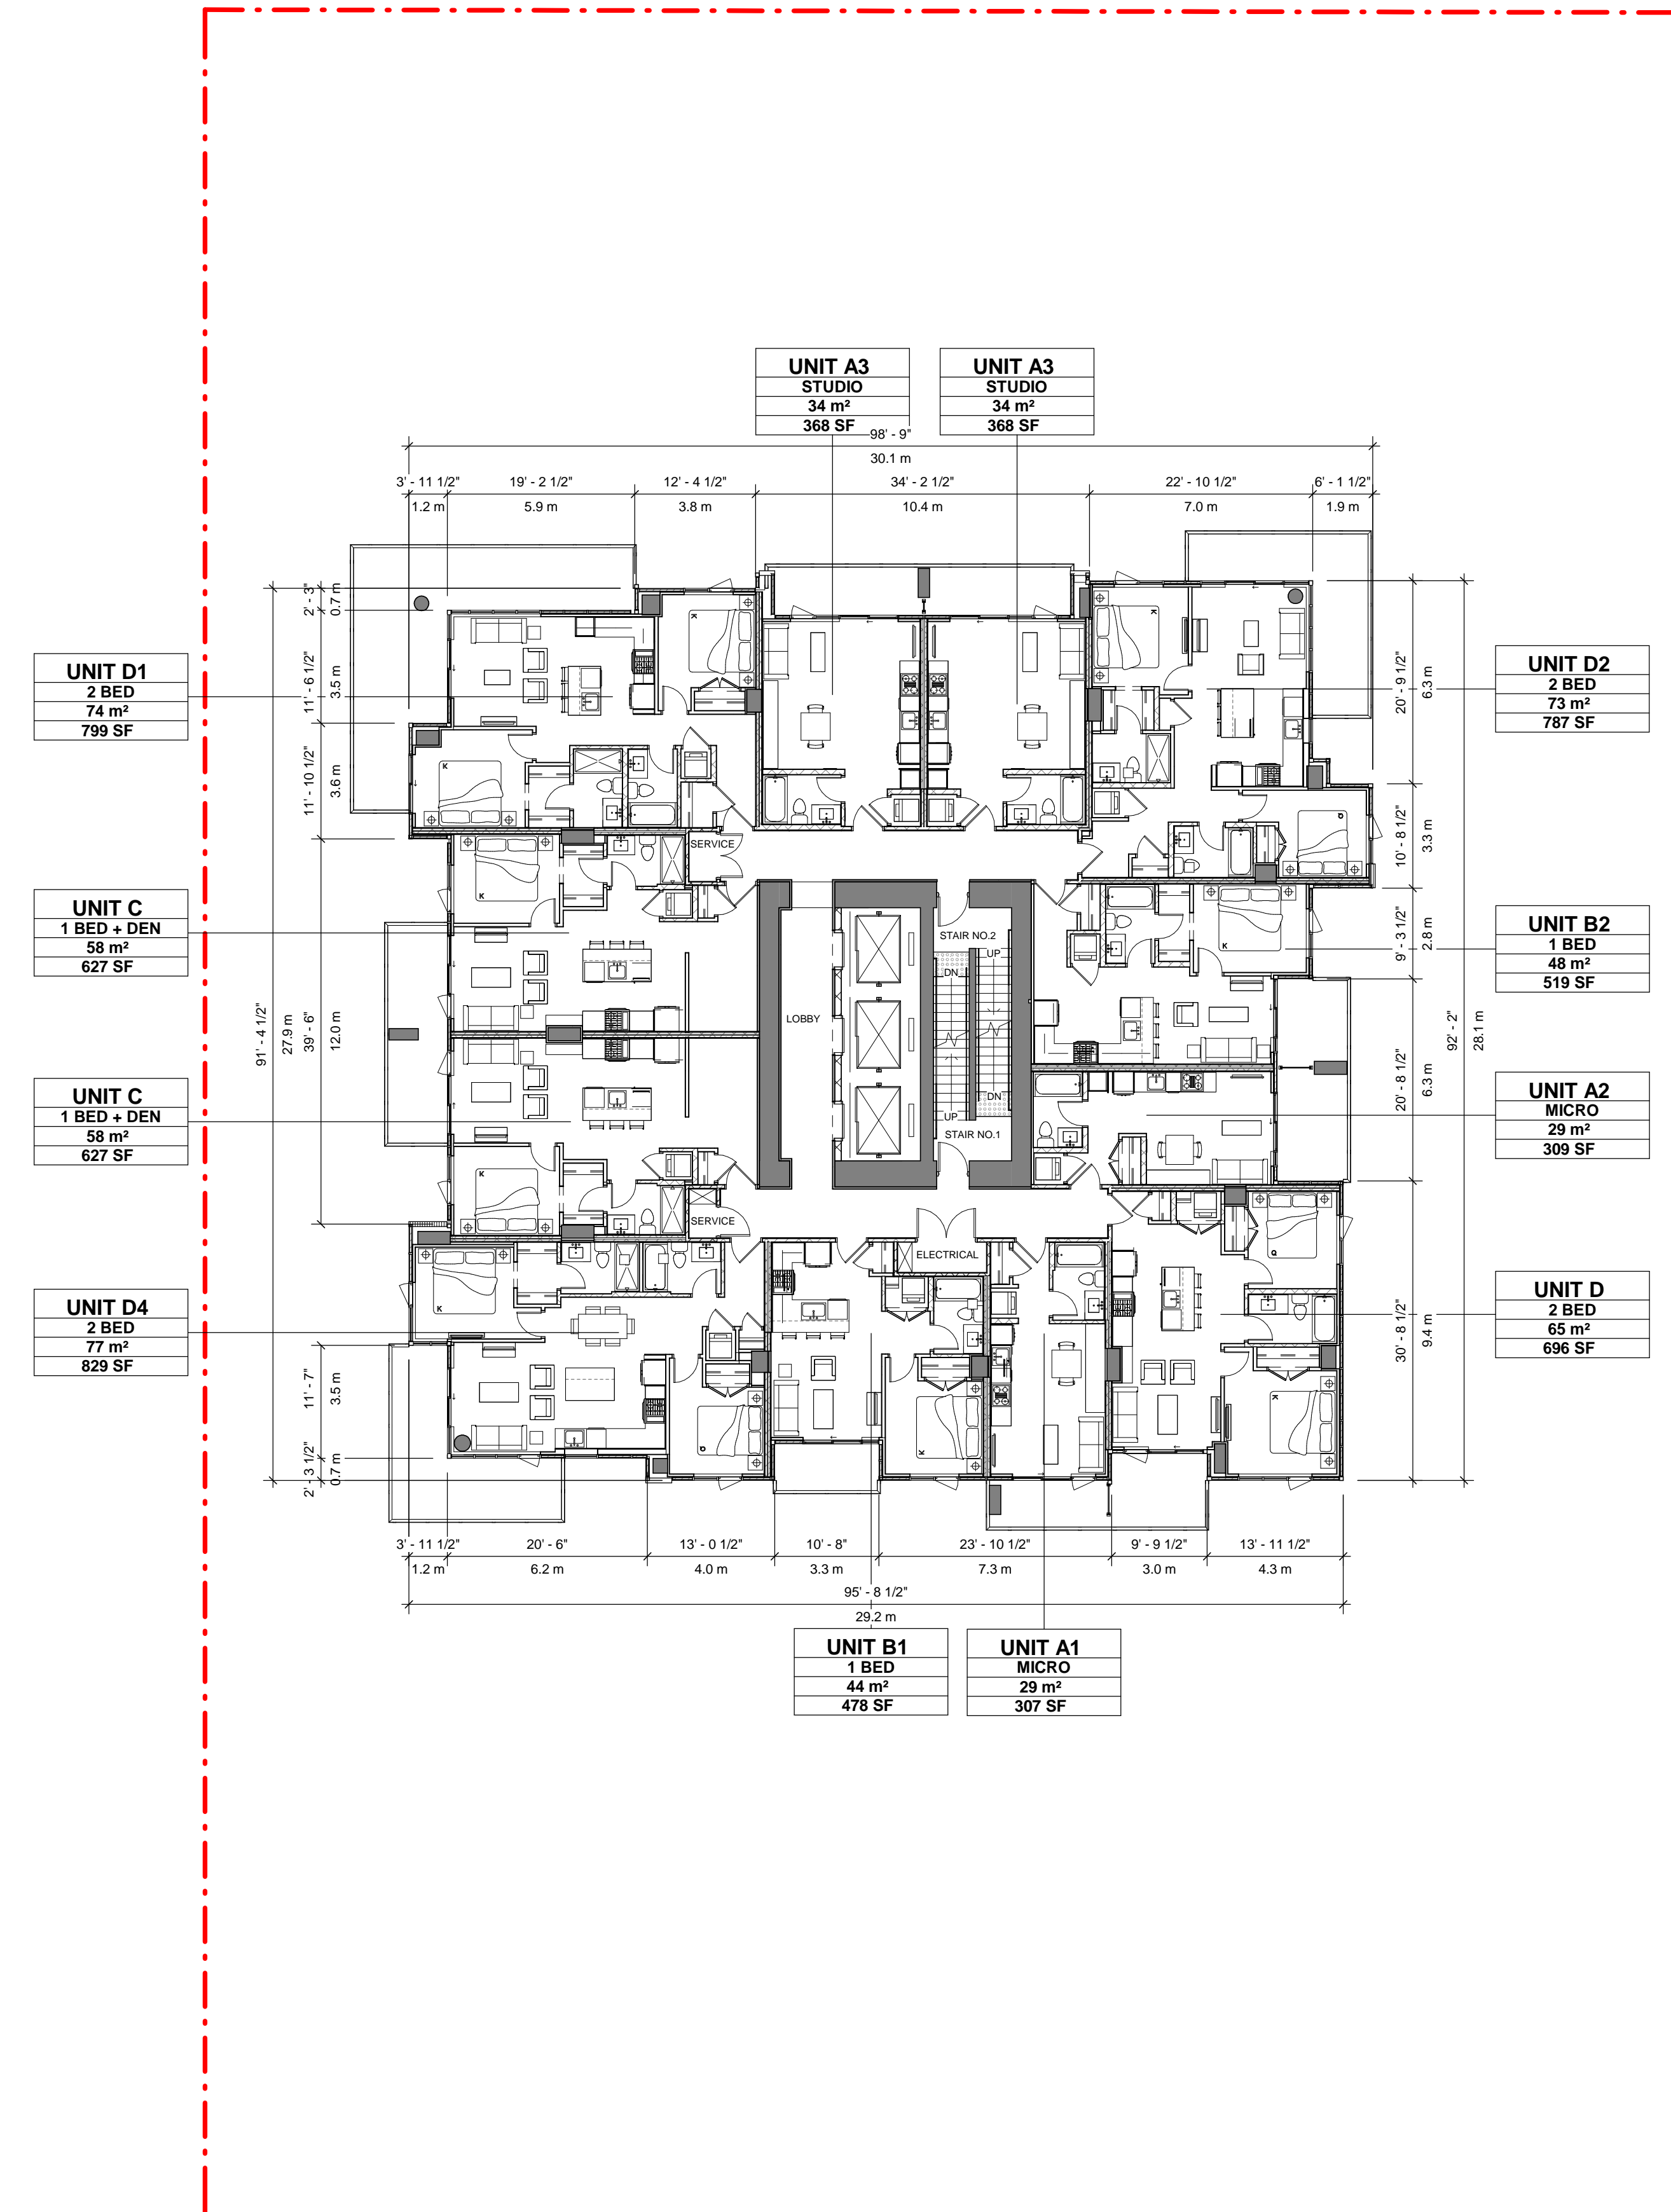 UNIT A3
STUDIO
34 m²
368 SF
UNIT A3
STUDIO
34 m²
368 SF
98' - 9"
30.1 m
3' - 11 1/2"
19' - 2 1/2"
12' - 4 1/2"
34' - 2 1/2"
22' - 10 1/2"
6' - 1 1/2"
1.2 m
5.9 m
3.8 m
10.4 m
7.0 m
1.9 m
UNIT D1
2 BED
74 m²
799 SF
UNIT C
1 BED + DEN
58 m²
627 SF
UNIT C
1 BED + DEN
58 m²
627 SF
UNIT D4
2 BED
77 m²
829 SF
91' - 4 1/2"
27.9 m
2' - 3"
0.7 m
11' - 6 1/2"
3.5 m
11' - 10 1/2"
3.6 m
39' - 6"
12.0 m
11' - 7"
3.5 m
2' - 3 1/2"
0.7 m
K
K
K
K
SERVICE
K
K
STAIR NO.2
UP
DN
LOBBY
DN
UP
STAIR NO.1
Q
K
SERVICE
ELECTRICAL
K
Q
K
Q
K
20' - 9 1/2"
6.3 m
10' - 8 1/2"
3.3 m
9' - 3 1/2"
2.8 m
20' - 8 1/2"
6.3 m
30' - 8 1/2"
9.4 m
92' - 2"
28.1 m
UNIT D2
2 BED
73 m²
787 SF
UNIT B2
1 BED
48 m²
519 SF
UNIT A2
MICRO
29 m²
309 SF
UNIT D
2 BED
65 m²
696 SF
3' - 11 1/2"
20' - 6"
13' - 0 1/2"
10' - 8"
23' - 10 1/2"
9' - 9 1/2"
13' - 11 1/2"
1.2 m
6.2 m
4.0 m
3.3 m
7.3 m
3.0 m
4.3 m
95' - 8 1/2"
29.2 m
UNIT B1
1 BED
44 m²
478 SF
UNIT A1
MICRO
29 m²
307 SF